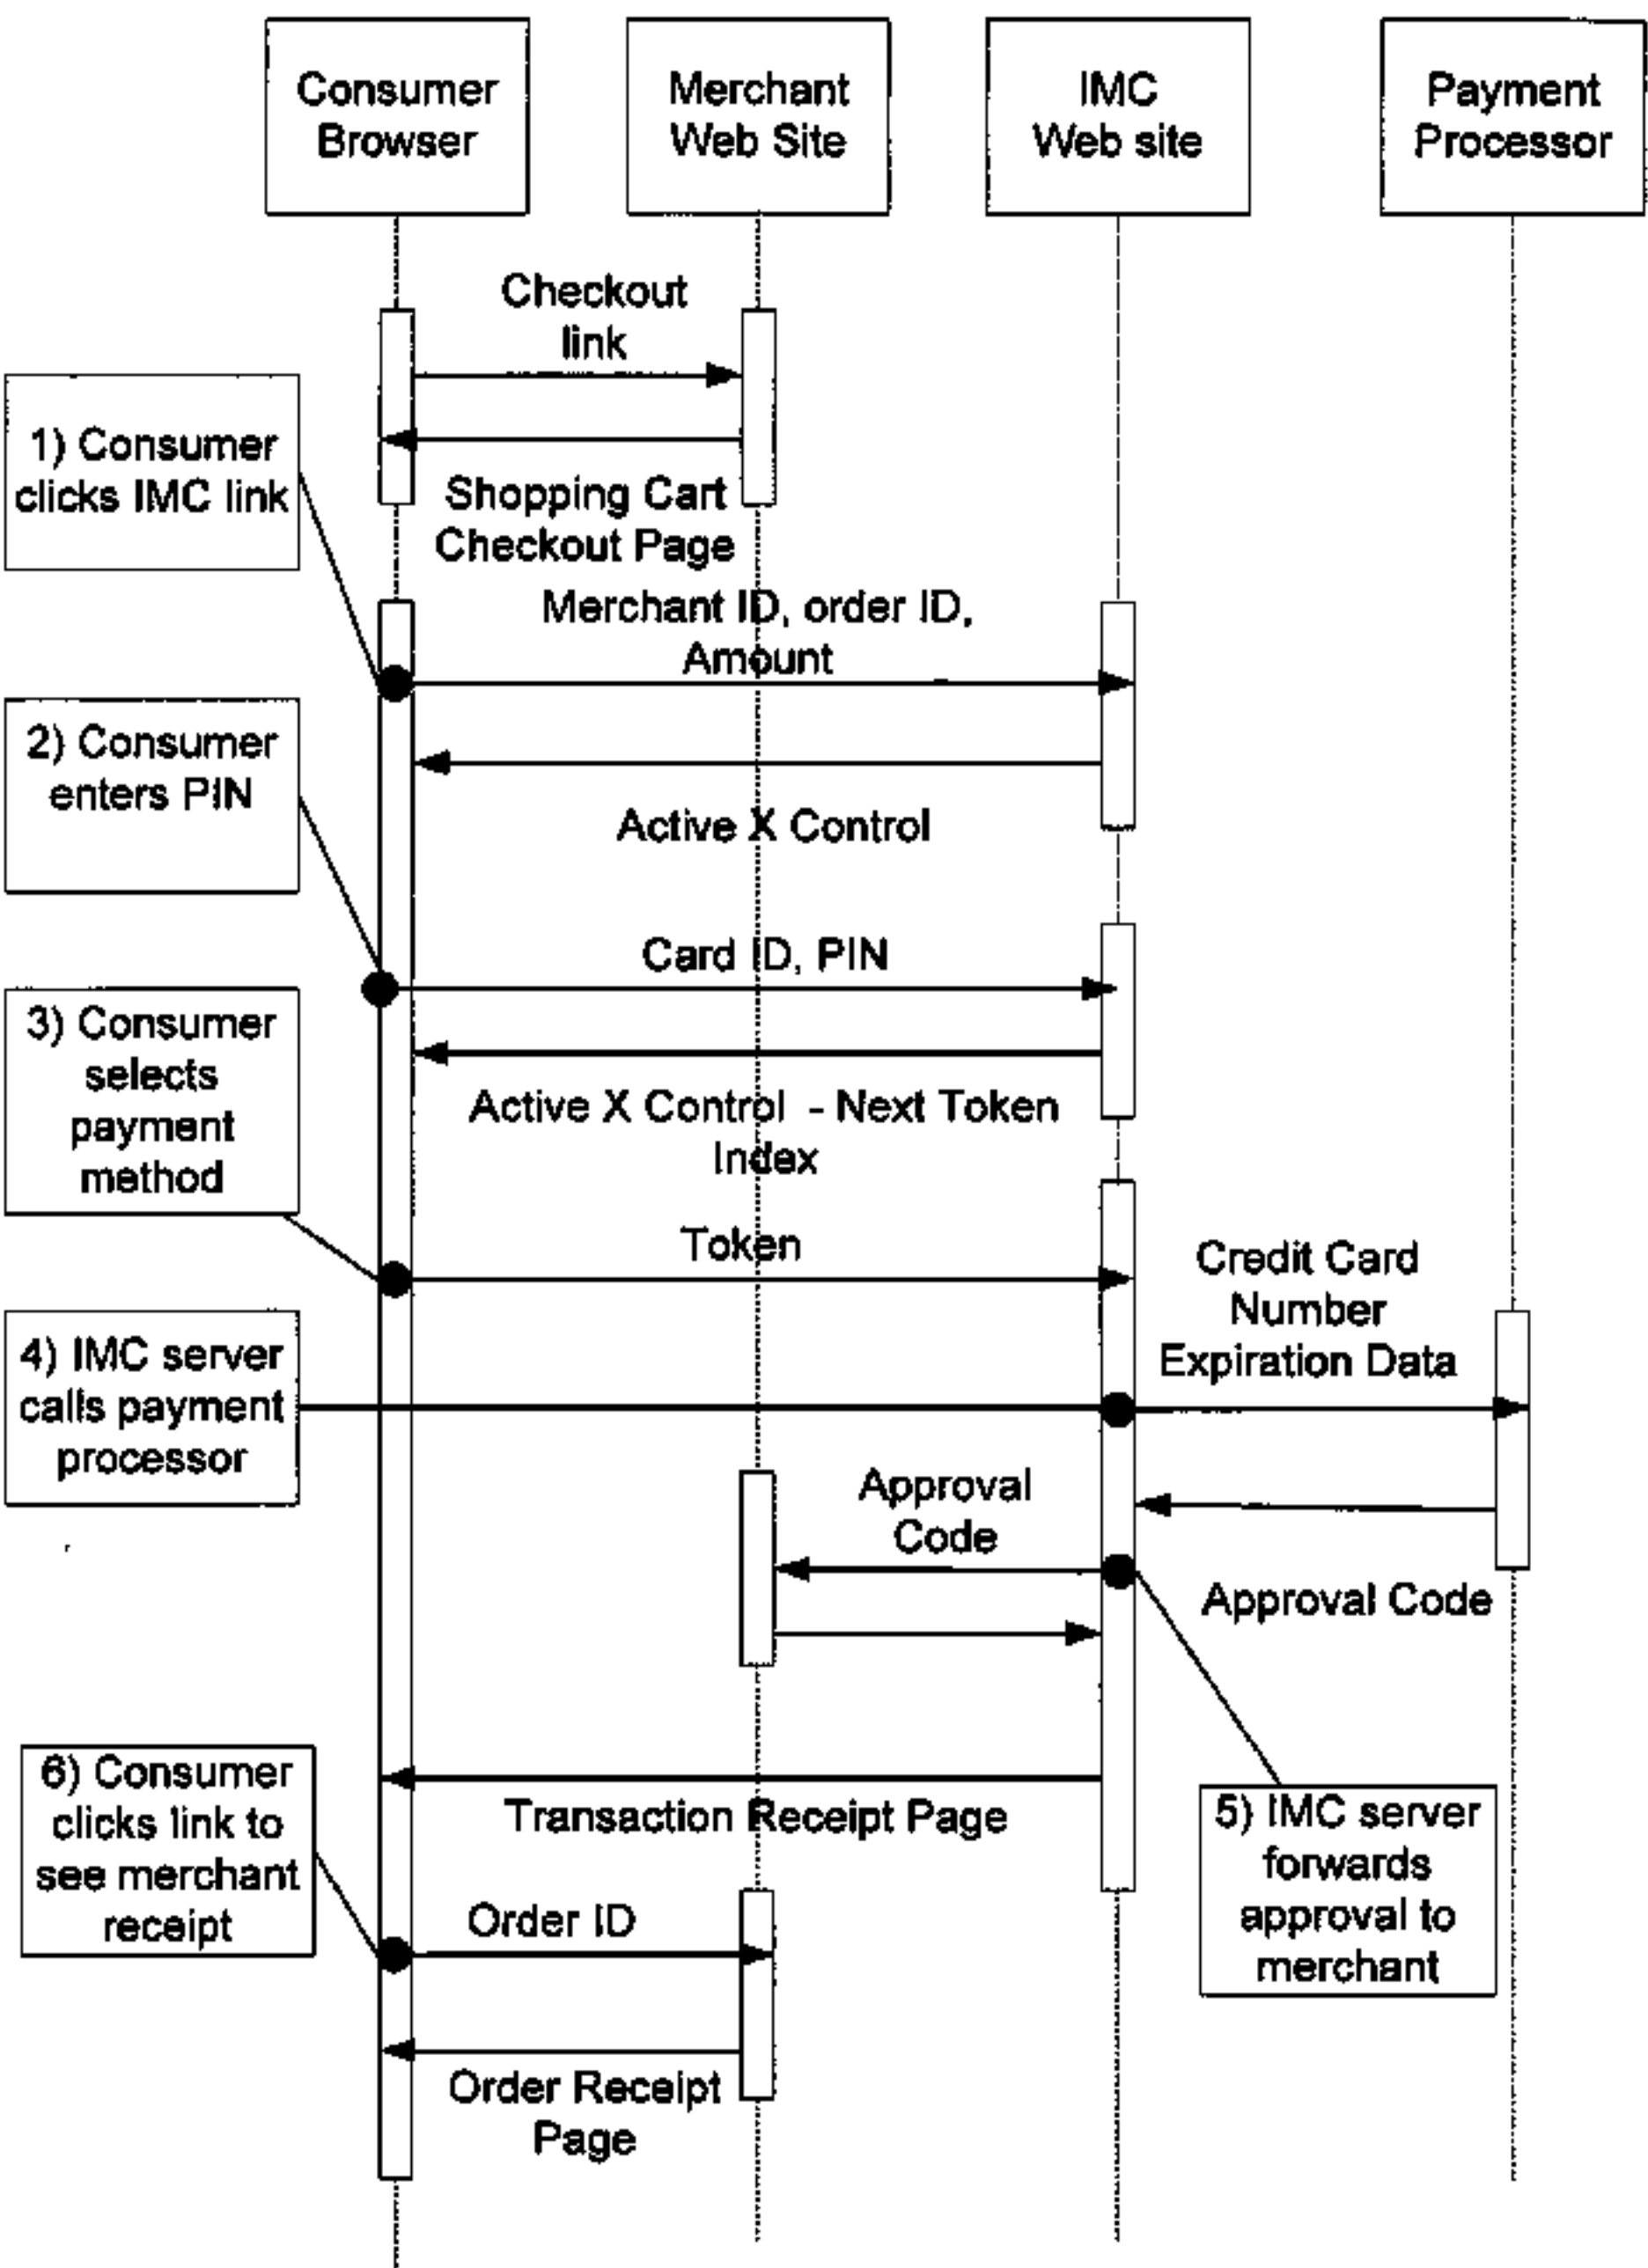 Consumer
Browser
Merchant
Web Site
IMC
Web site
Payment
Processor
Checkout
link
1) Consumer
clicks IMC link
Shopping Cart
Checkout Page
Merchant ID, order ID,
Amount
2) Consumer
enters PIN
Active X Control
Card ID, PIN
3) Consumer
selects
payment
method
Active X Control - Next Token
Index
Token
Credit Card
Number
Expiration Data
4) IMC server
calls payment
processor
Approval
Code
Approval Code
6) Consumer
clicks link to
see merchant
receipt
Transaction Receipt Page
5) IMC server
forwards
approval to
merchant
Order ID
Order Receipt
Page